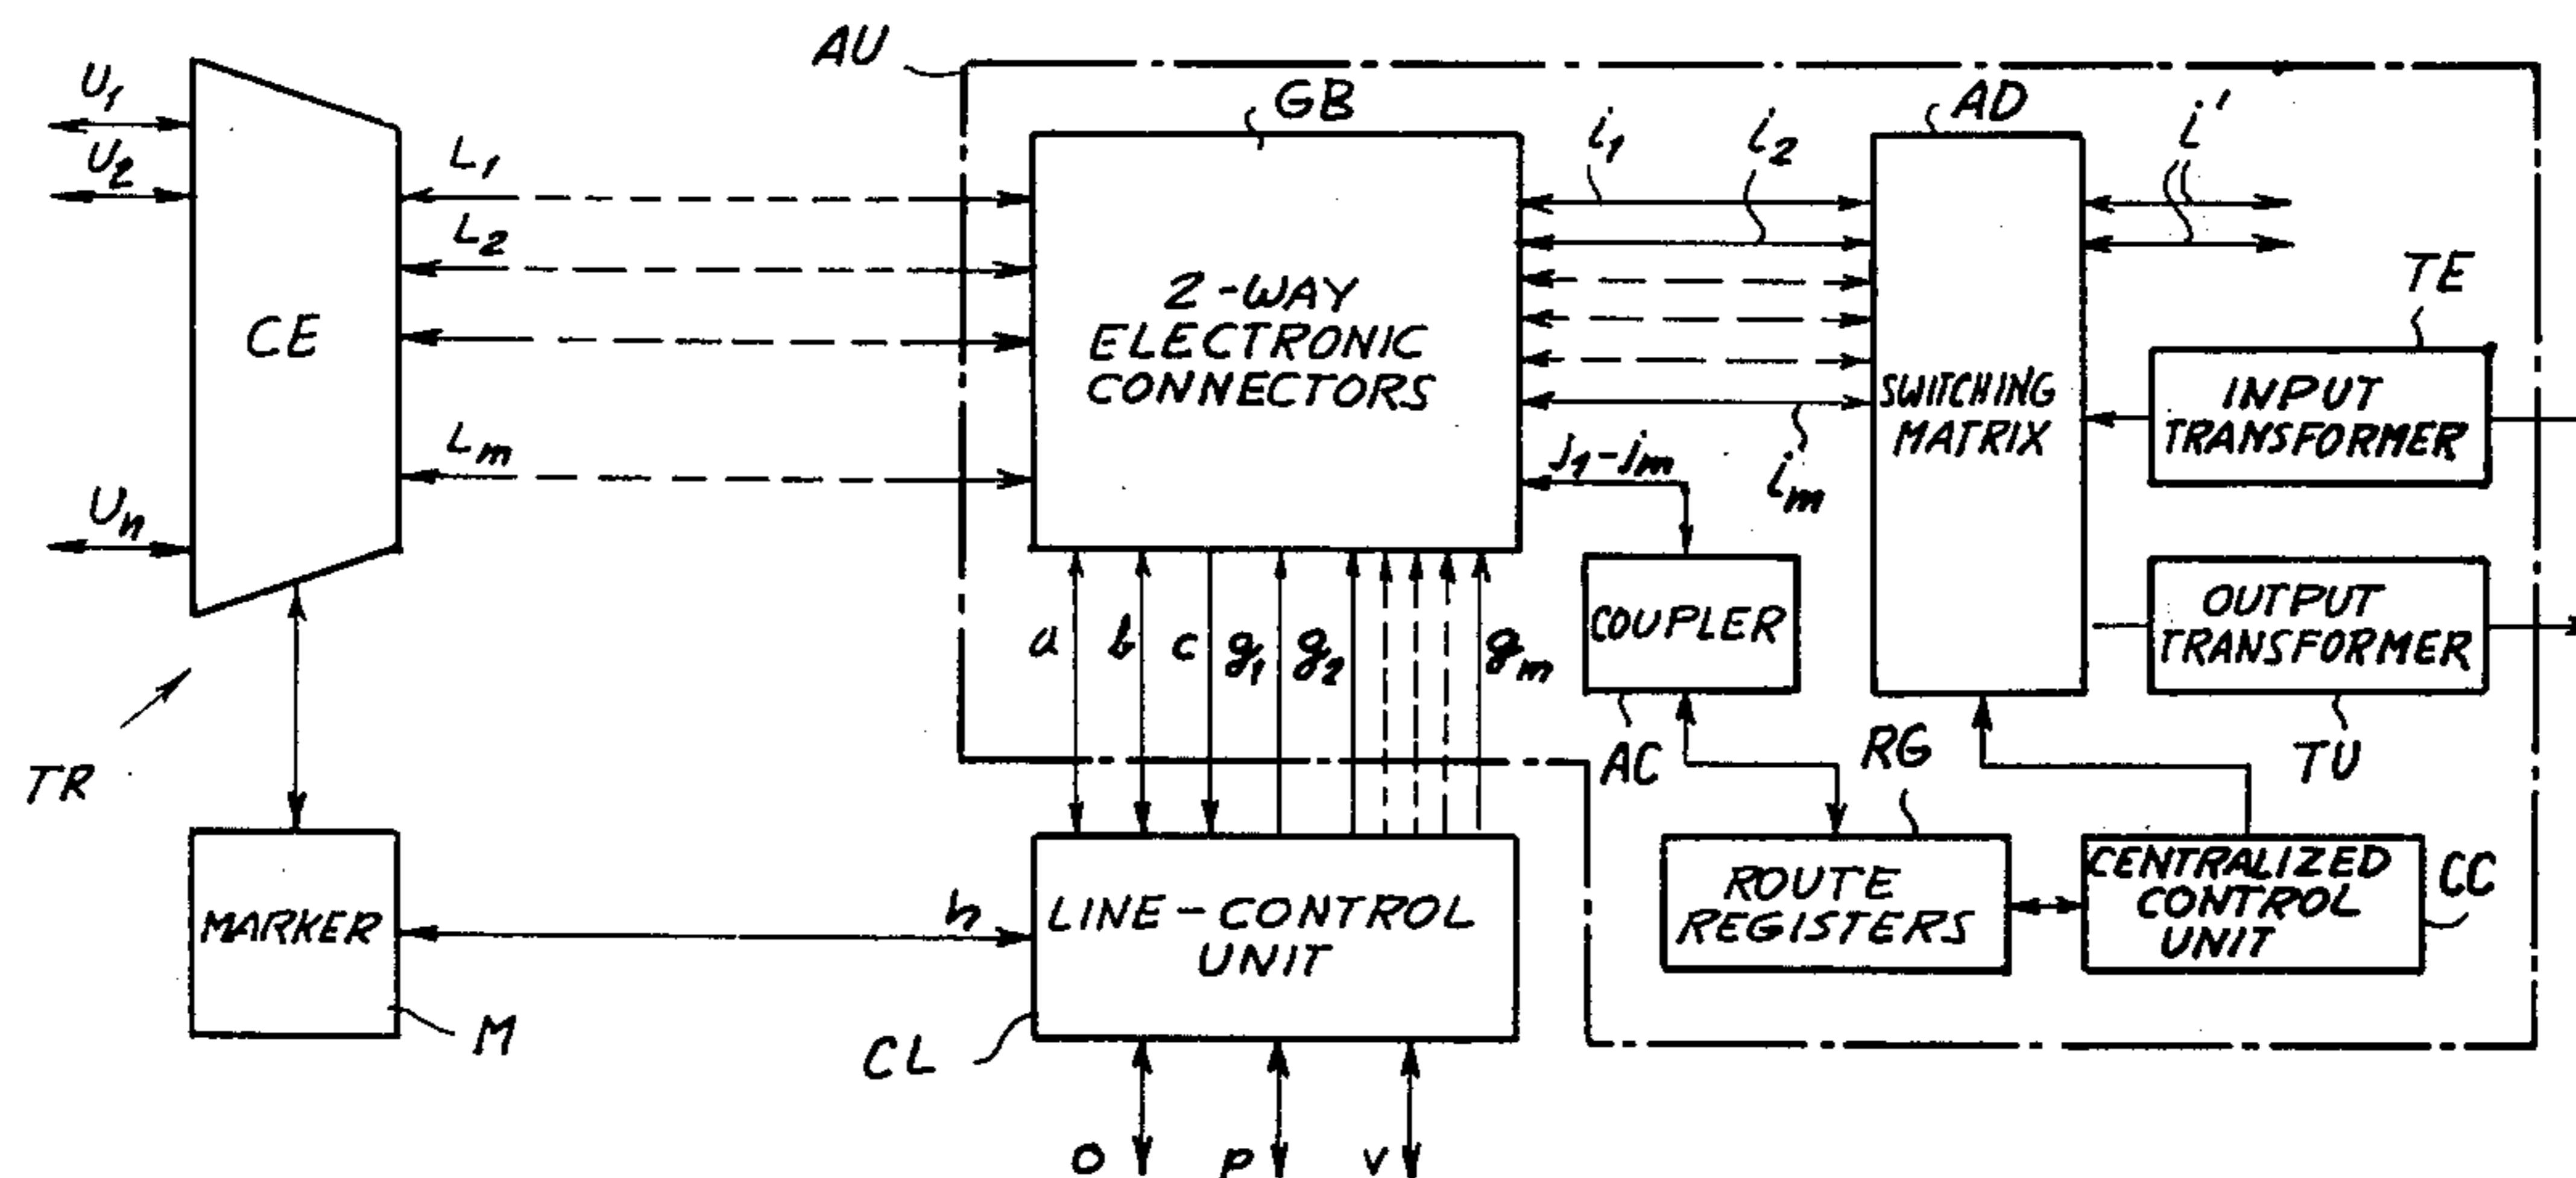 AU
U1
U2
Un
CE
TR
L1
L2
Lm
MARKER
M
GB
2-WAY
ELECTRONIC
CONNECTORS
a
b
c
g1
g2
gm
h
LINE-CONTROL
UNIT
CL
o
p
v
i1
i2
im
j1-jm
COUPLER
AC
AD
SWITCHING
MATRIX
i'
TE
INPUT
TRANSFORMER
OUTPUT
TRANSFORMER
TU
RG
ROUTE
REGISTERS
CENTRALIZED
CONTROL
UNIT
CC